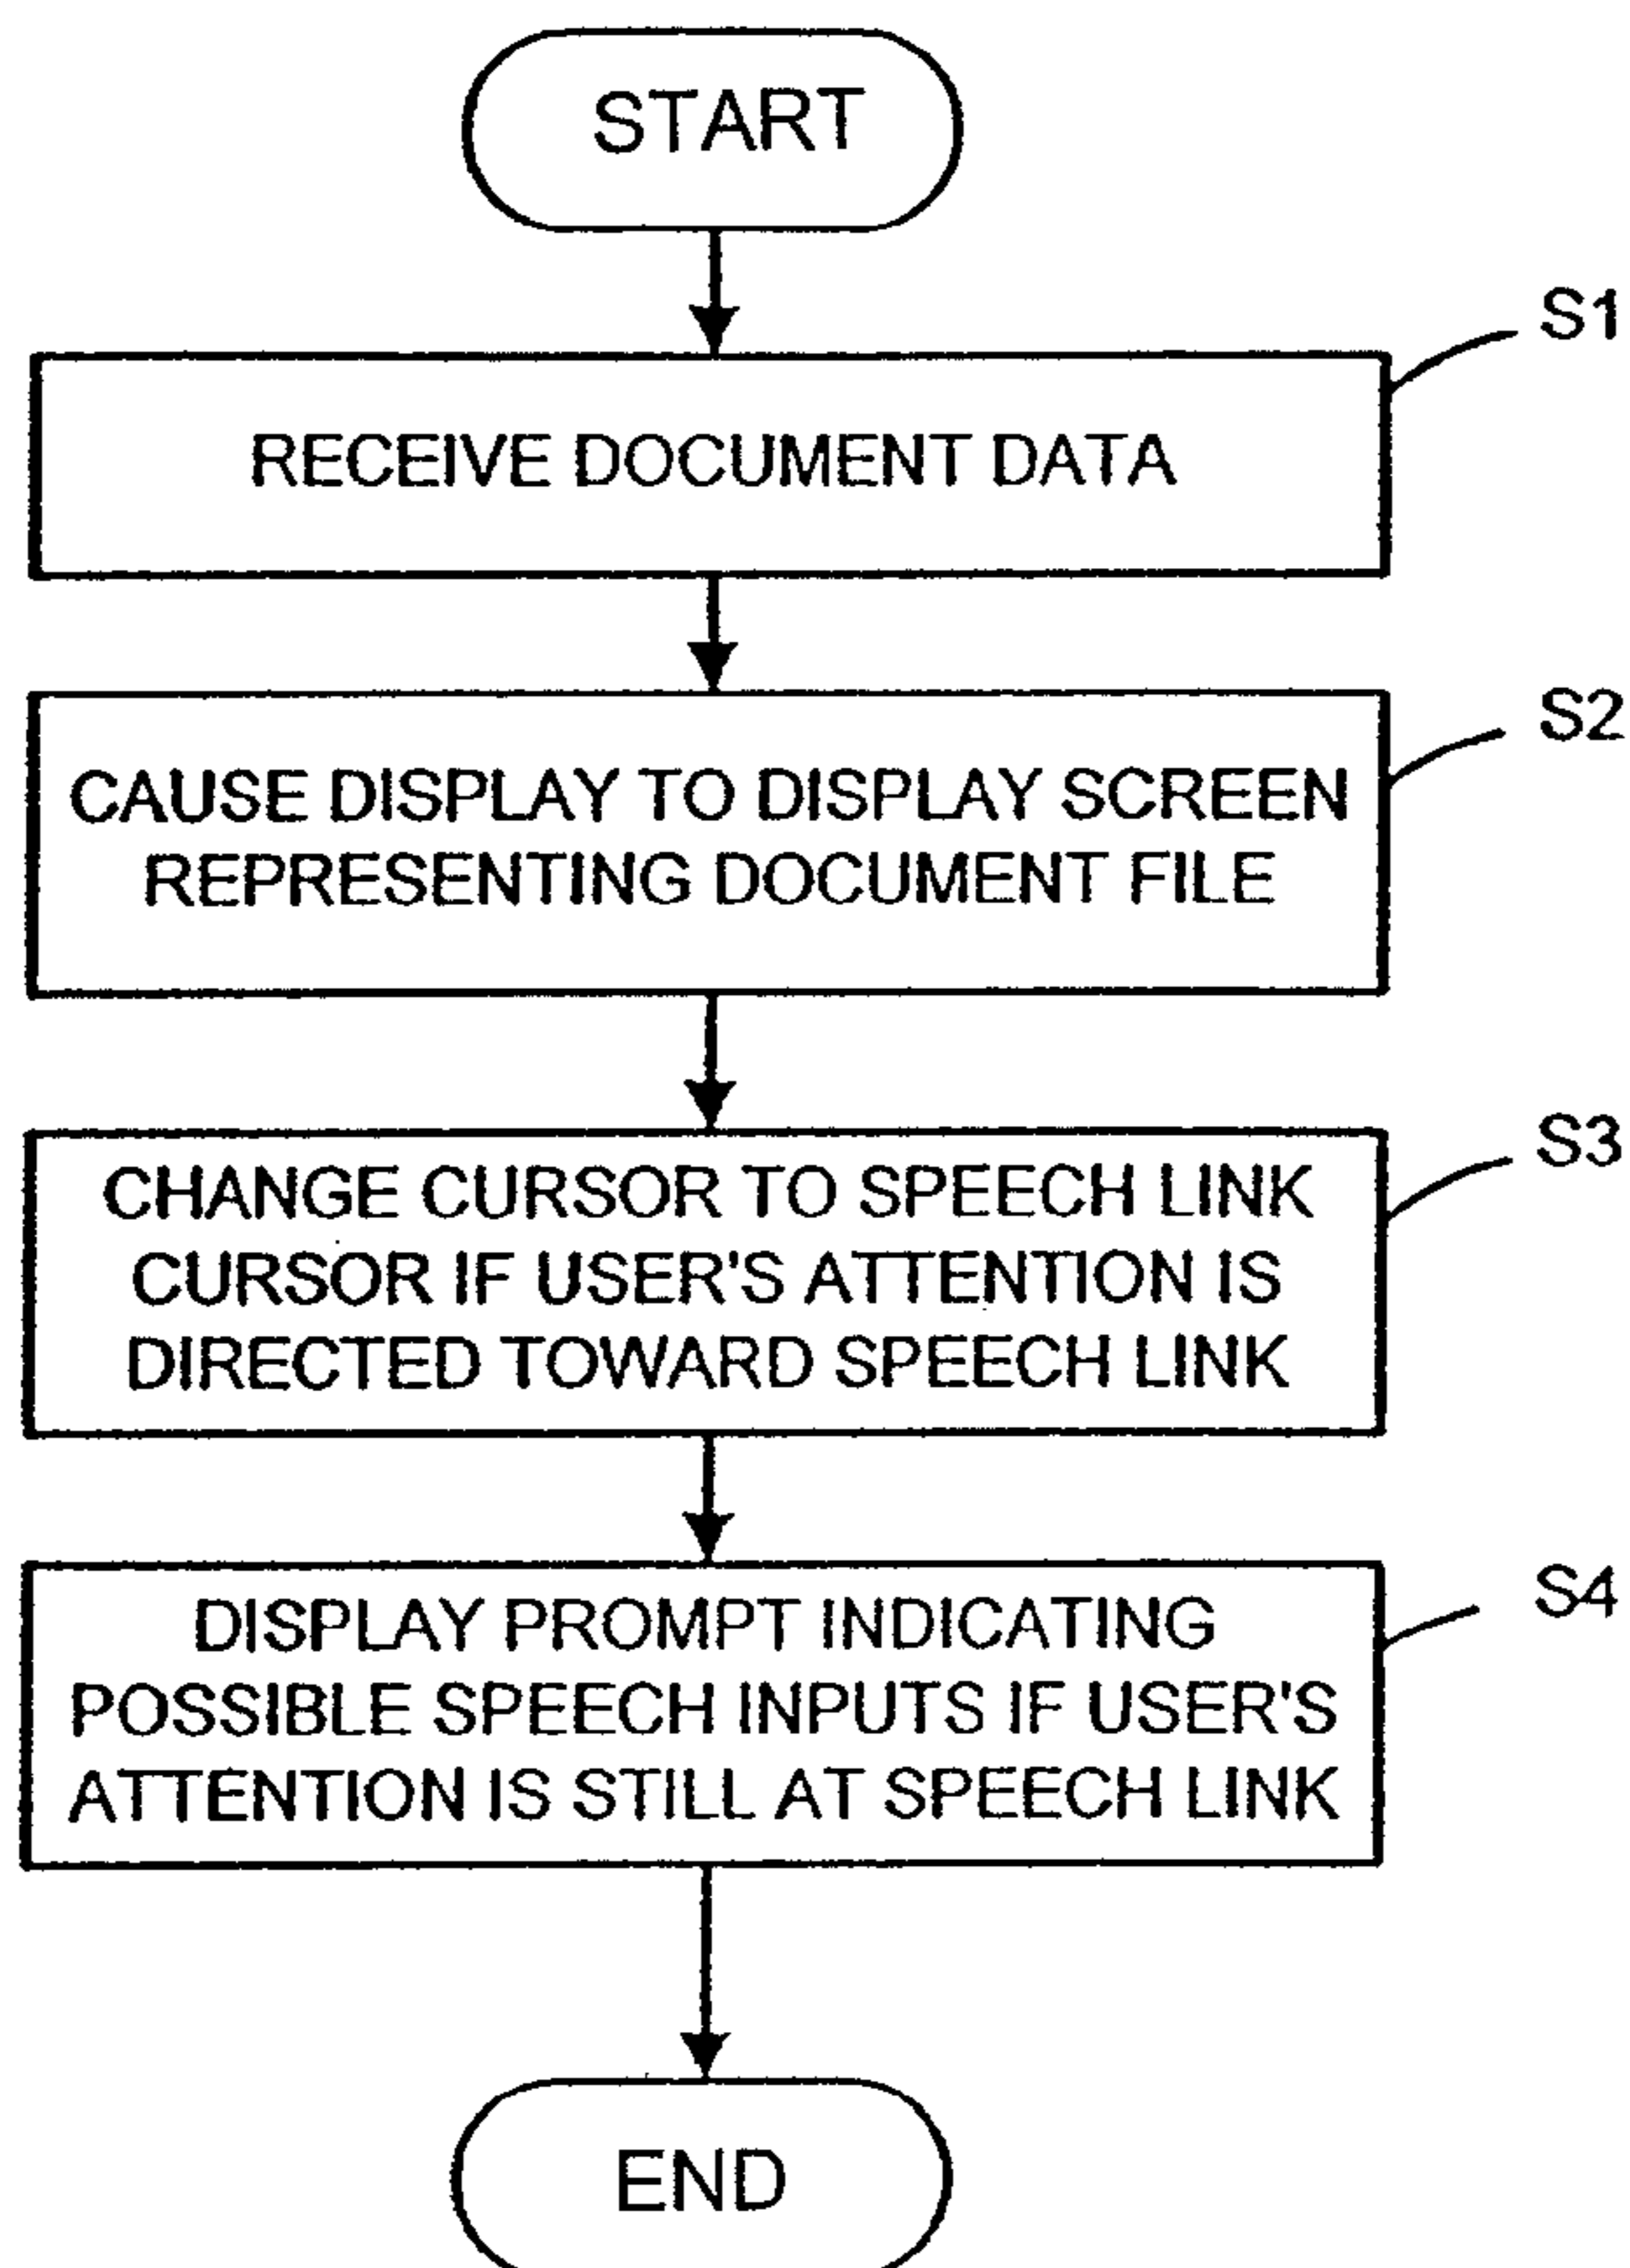 START
S1
RECEIVE DOCUMENT DATA
S2
CAUSE DISPLAY TO DISPLAY SCREEN
REPRESENTING DOCUMENT FILE
S3
CHANGE CURSOR TO SPEECH LINK
CURSOR IF USER'S ATTENTION IS
DIRECTED TOWARD SPEECH LINK
S4
DISPLAY PROMPT INDICATING
POSSIBLE SPEECH INPUTS IF USER'S
ATTENTION IS STILL AT SPEECH LINK
END